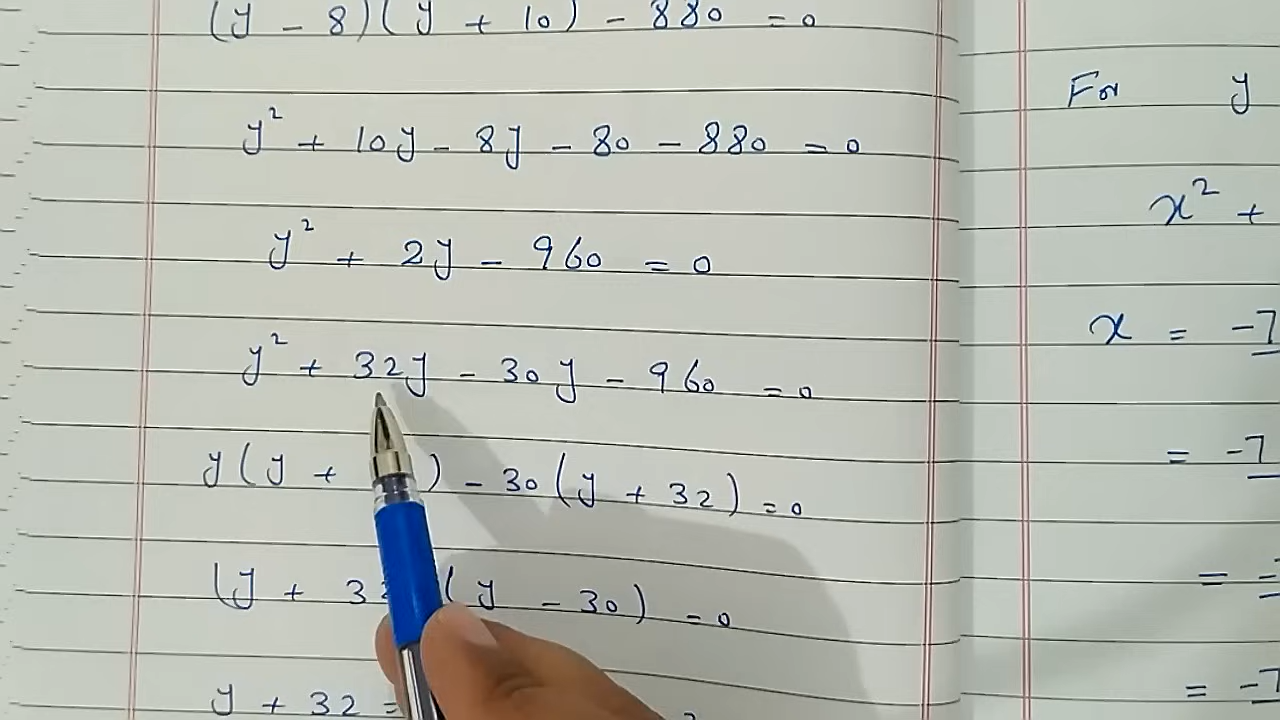 (y - 8)(y + 10) - 880 = 0
y² + 10y - 8y - 80 - 880 = 0
y² + 2y - 960 = 0
y² + 32y - 30y - 960 = 0
y(y + ) - 30(y + 32) = 0
(y + 3 (y - 30) = 0
y + 32 =
For y
x² +
x = -7
= -7
= -
= -7